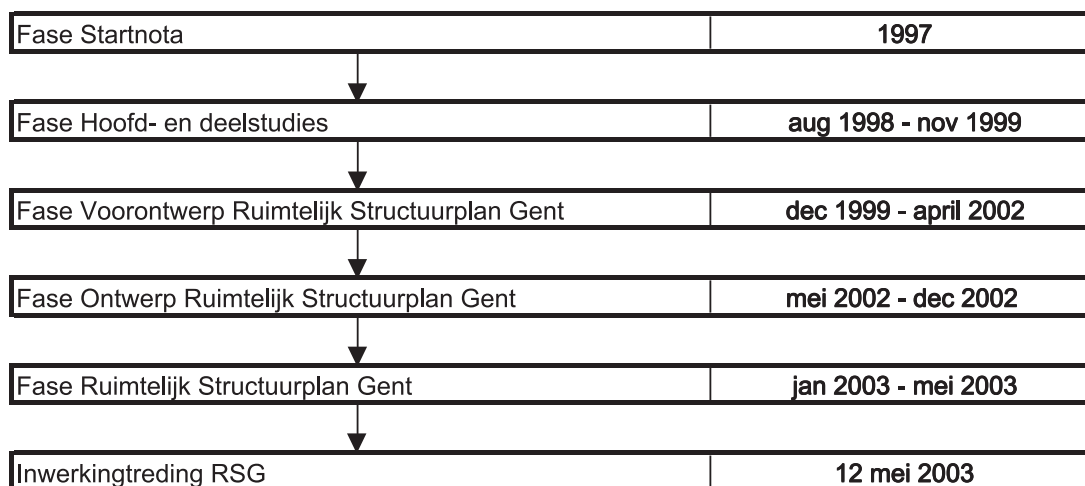 Fase Startnota 1997
Fase Hoofd- en deelstudies aug 1998 - nov 1999
Fase Voorontwerp Ruimtelijk Structuurplan Gent dec 1999 - april 2002
Fase Ontwerp Ruimtelijk Structuurplan Gent mei 2002 - dec 2002
Fase Ruimtelijk Structuurplan Gent jan 2003 - mei 2003
Inwerkingtreding RSG 12 mei 2003